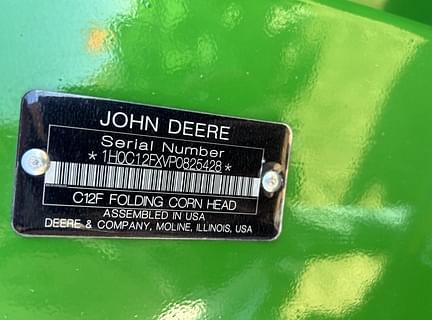 JOHN DEERE
Serial Number
* 1H0C12FXVP0825428 *
C12F FOLDING CORN HEAD
ASSEMBLED IN USA
DEERE & COMPANY, MOLINE, ILLINOIS, USA